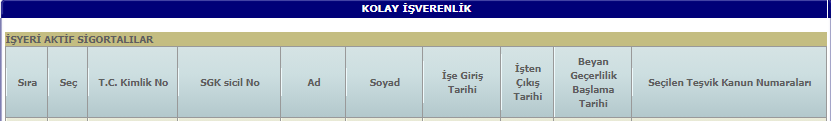 KOLAY İŞVERENLİK
İŞYERİ AKTİF SİGORTALILAR
Sıra Seç T.C. Kimlik No SGK sicil No Ad Soyad İşe Giriş Tarihi İşten Çıkış Tarihi Beyan Geçerlilik Başlama Tarihi Seçilen Teşvik Kanun Numaraları